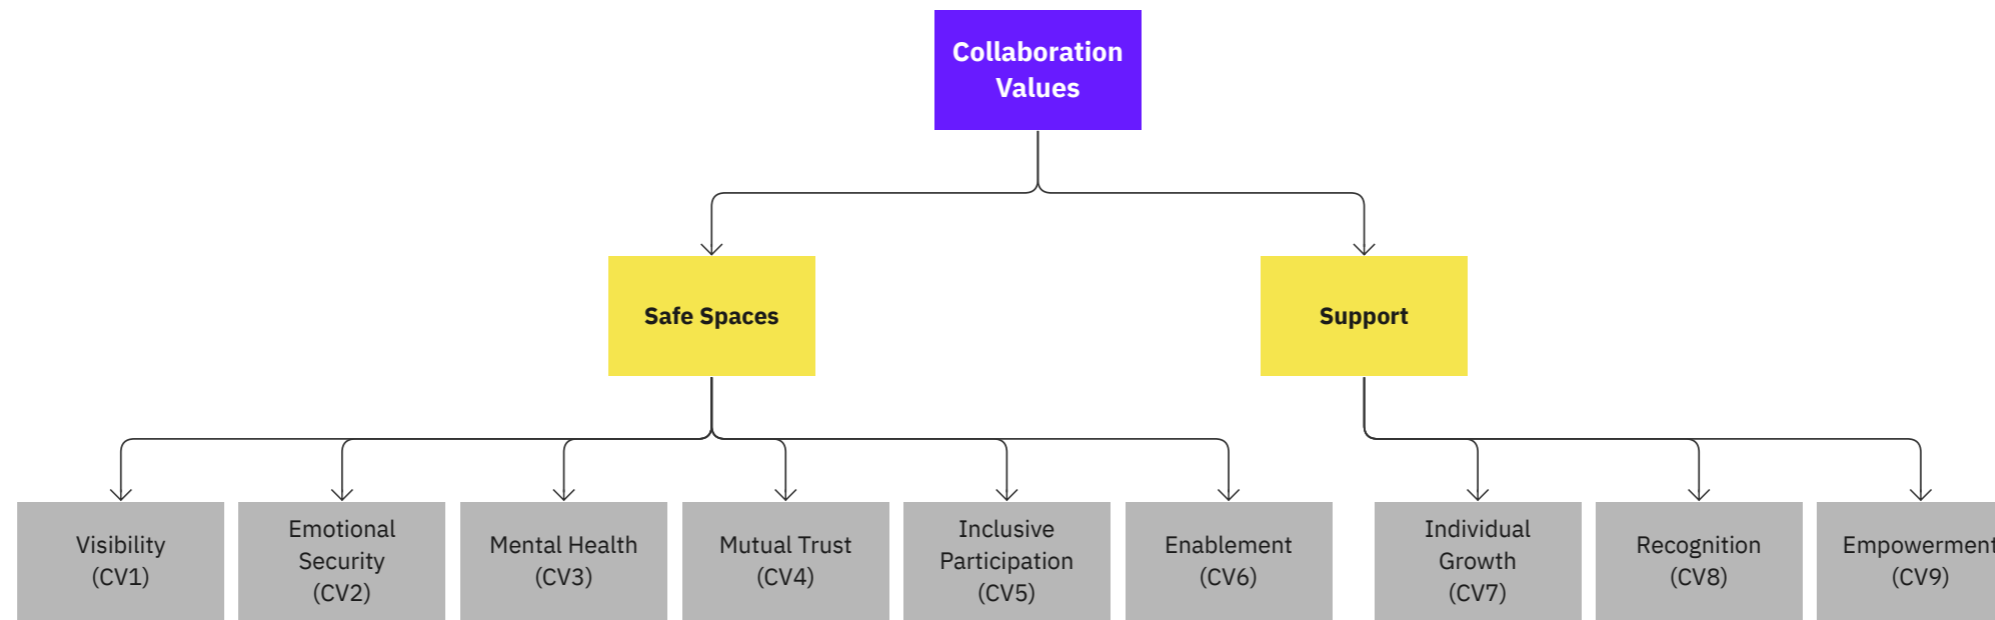 Collaboration
Values
Safe Spaces
Support
Visibility
(CV1)
Emotional
Security
(CV2)
Mental Health
(CV3)
Mutual Trust
(CV4)
Inclusive
Participation
(CV5)
Enablement
(CV6)
Individual
Growth
(CV7)
Recognition
(CV8)
Empowerment
(CV9)